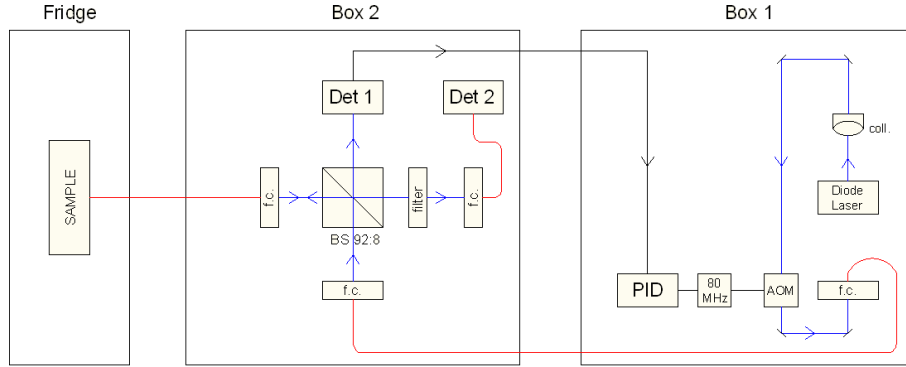 Fridge
Box 2
Box 1
Det 1
Det 2
coll.
SAMPLE
f.c.
filter
f.c.
Diode
Laser
BS 92:8
f.c.
PID
80
MHz
AOM
f.c.